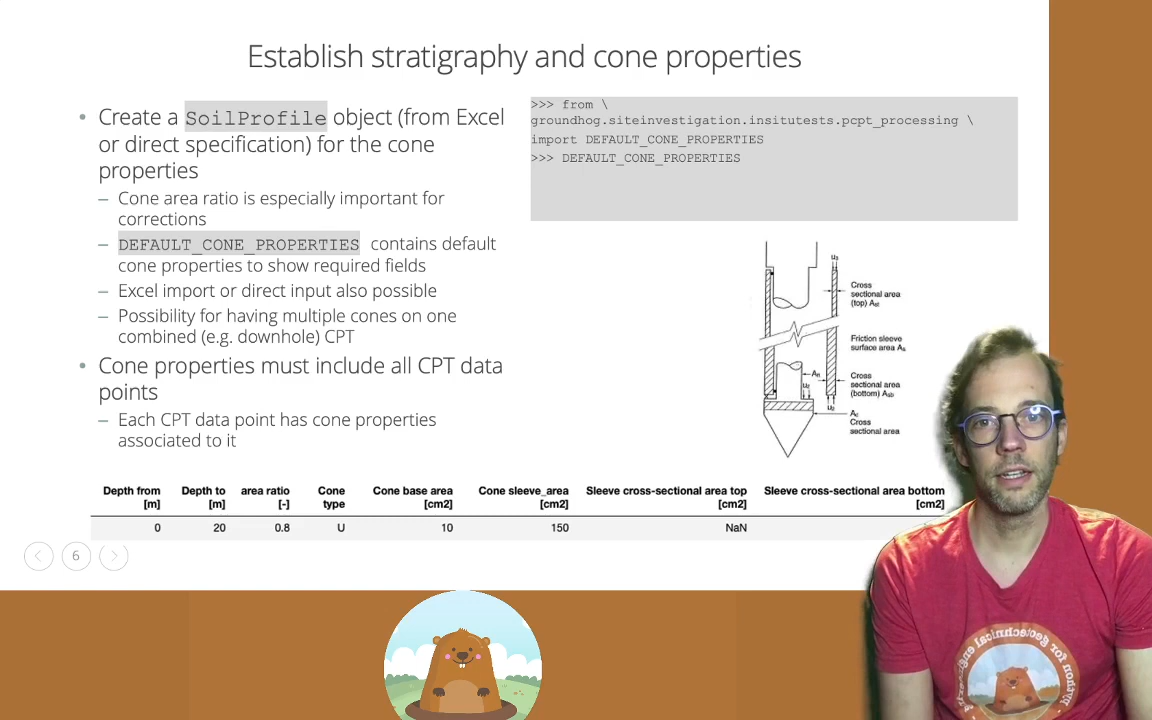 Establish stratigraphy and cone properties
• Create a SoilProfile object (from Excel
or direct specification) for the cone
properties
– Cone area ratio is especially important for
corrections
– DEFAULT_CONE_PROPERTIES contains default
cone properties to show required fields
– Excel import or direct input also possible
– Possibility for having multiple cones on one
combined (e.g. downhole) CPT
• Cone properties must include all CPT data
points
– Each CPT data point has cone properties
associated to it
>>> from \
groundhog.siteinvestigation.insitutests.pcpt_processing \
import DEFAULT_CONE_PROPERTIES
>>> DEFAULT_CONE_PROPERTIES
u3
Cross
sectional area
(top) Ast
Friction sleeve
surface area As
Cross
sectional area
(bottom) Asb
u2
Ac
Cross
sectional area
Depth from Depth to area ratio Cone Cone base area Cone sleeve_area Sleeve cross-sectional area top Sleeve cross-sectional area bottom
[m] [m] [-] type [cm2] [cm2] [cm2] [cm2]
0 20 0.8 U 10 150 NaN
6
for geotechnical